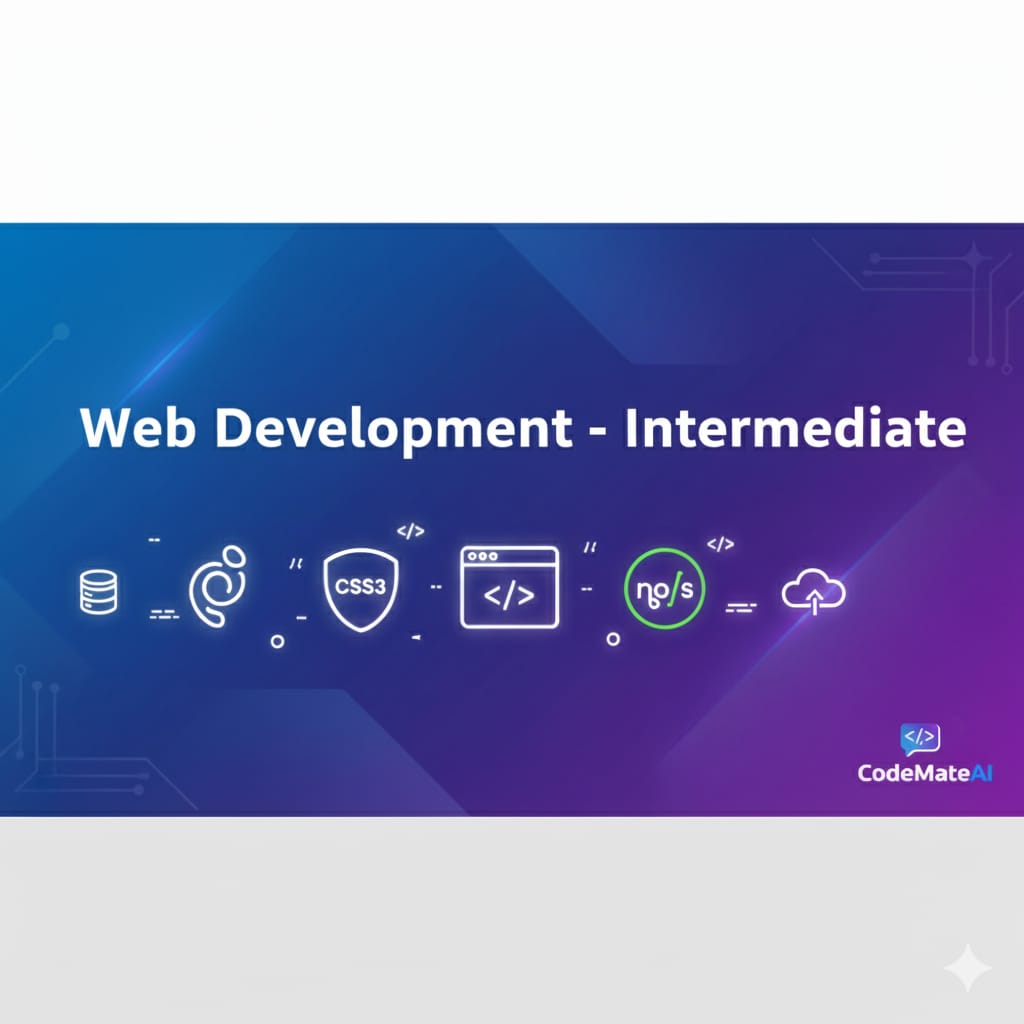 Web Development - Intermediate
</>
</>
CSS3
</>
</>
CodeMateAI